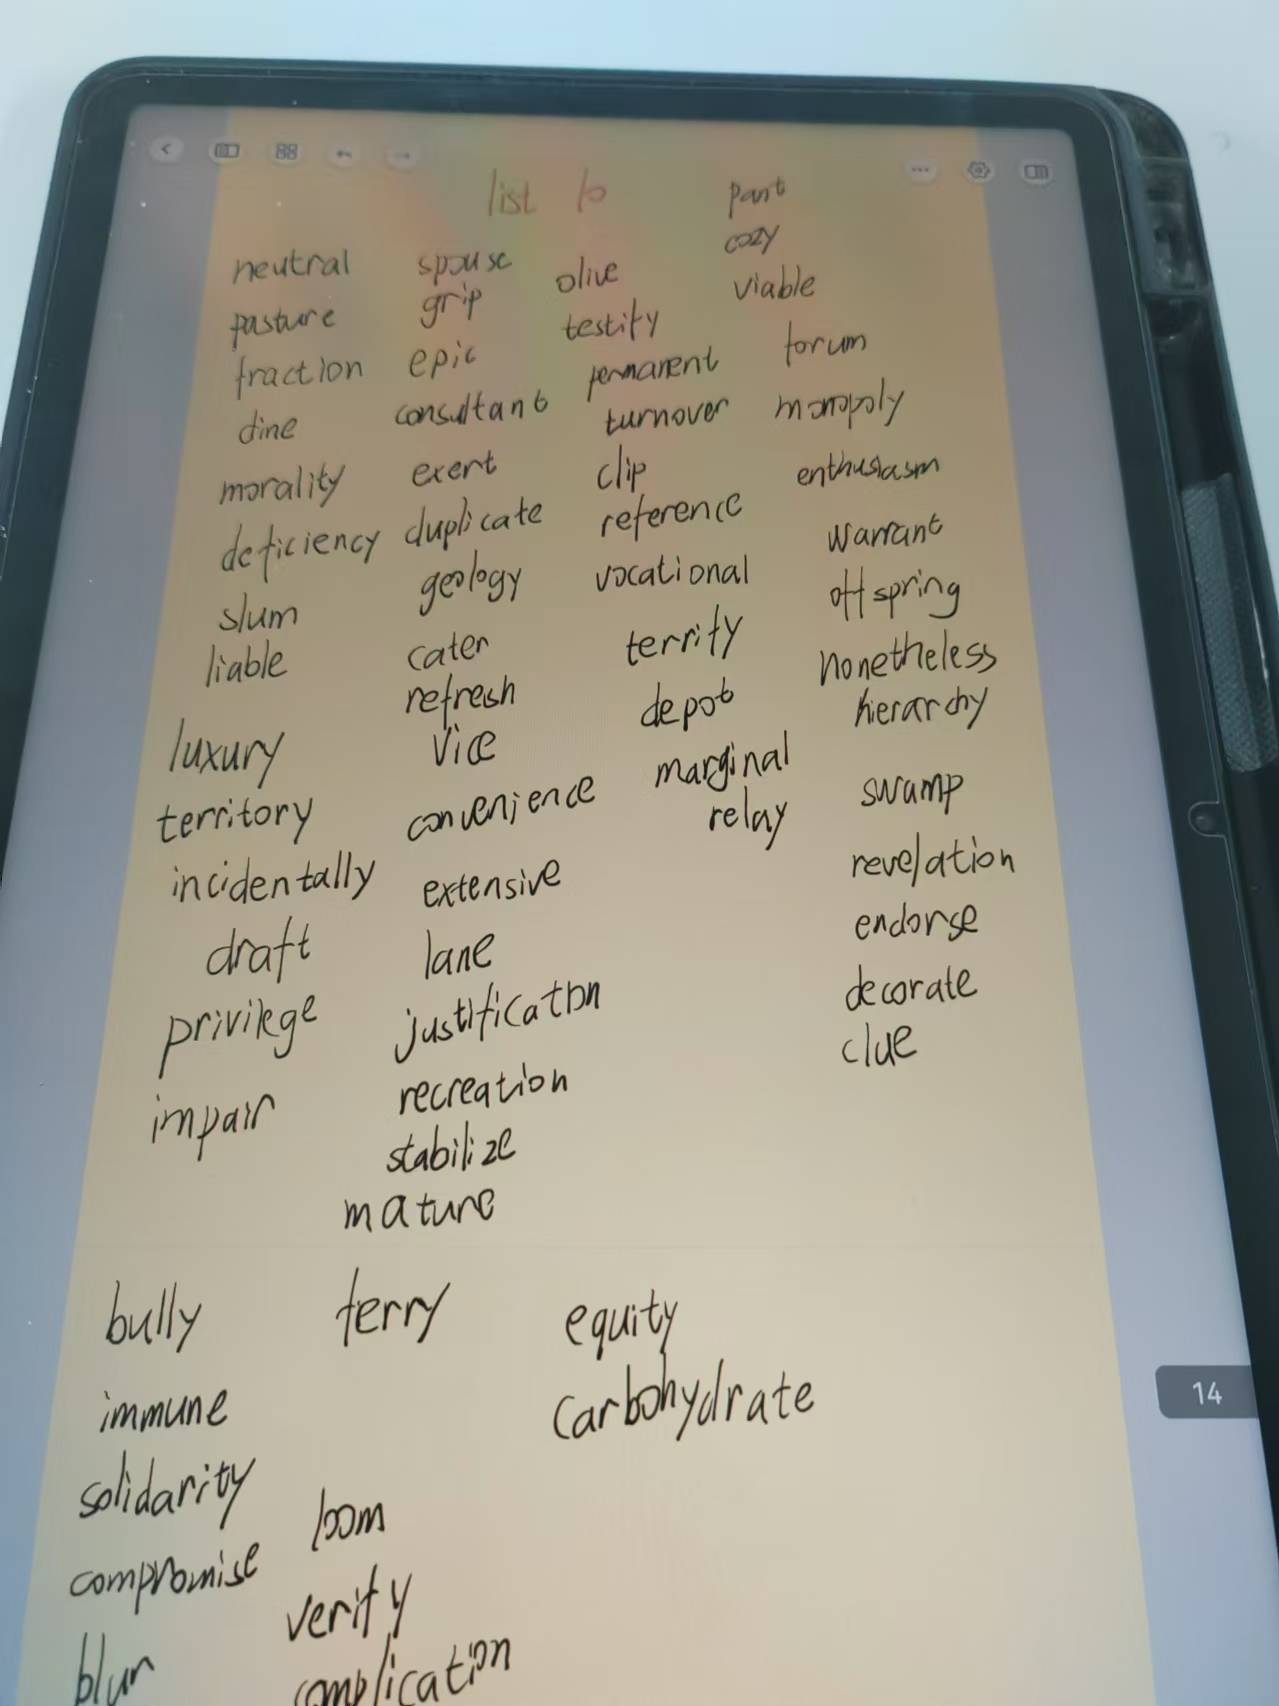 list 6
neutral
pasture
fraction
dine
morality
deficiency
slum
liable
luxury
territory
incidentally
draft
privilege
impair
spouse
grip
epic
consultant
exert
duplicate
geology
cater
refresh
vice
convenience
extensive
lane
justification
recreation
stabilize
mature
olive
testify
permanent
turnover
clip
reference
vocational
terrify
depot
marginal
relay
cozy
viable
forum
monopoly
enthusiasm
warrant
offspring
nonetheless
hierarchy
swamp
revelation
endorse
decorate
clue
bully
immune
solidarity
compromise
blur
ferry
loom
verify
complication
equity
carbohydrate
14